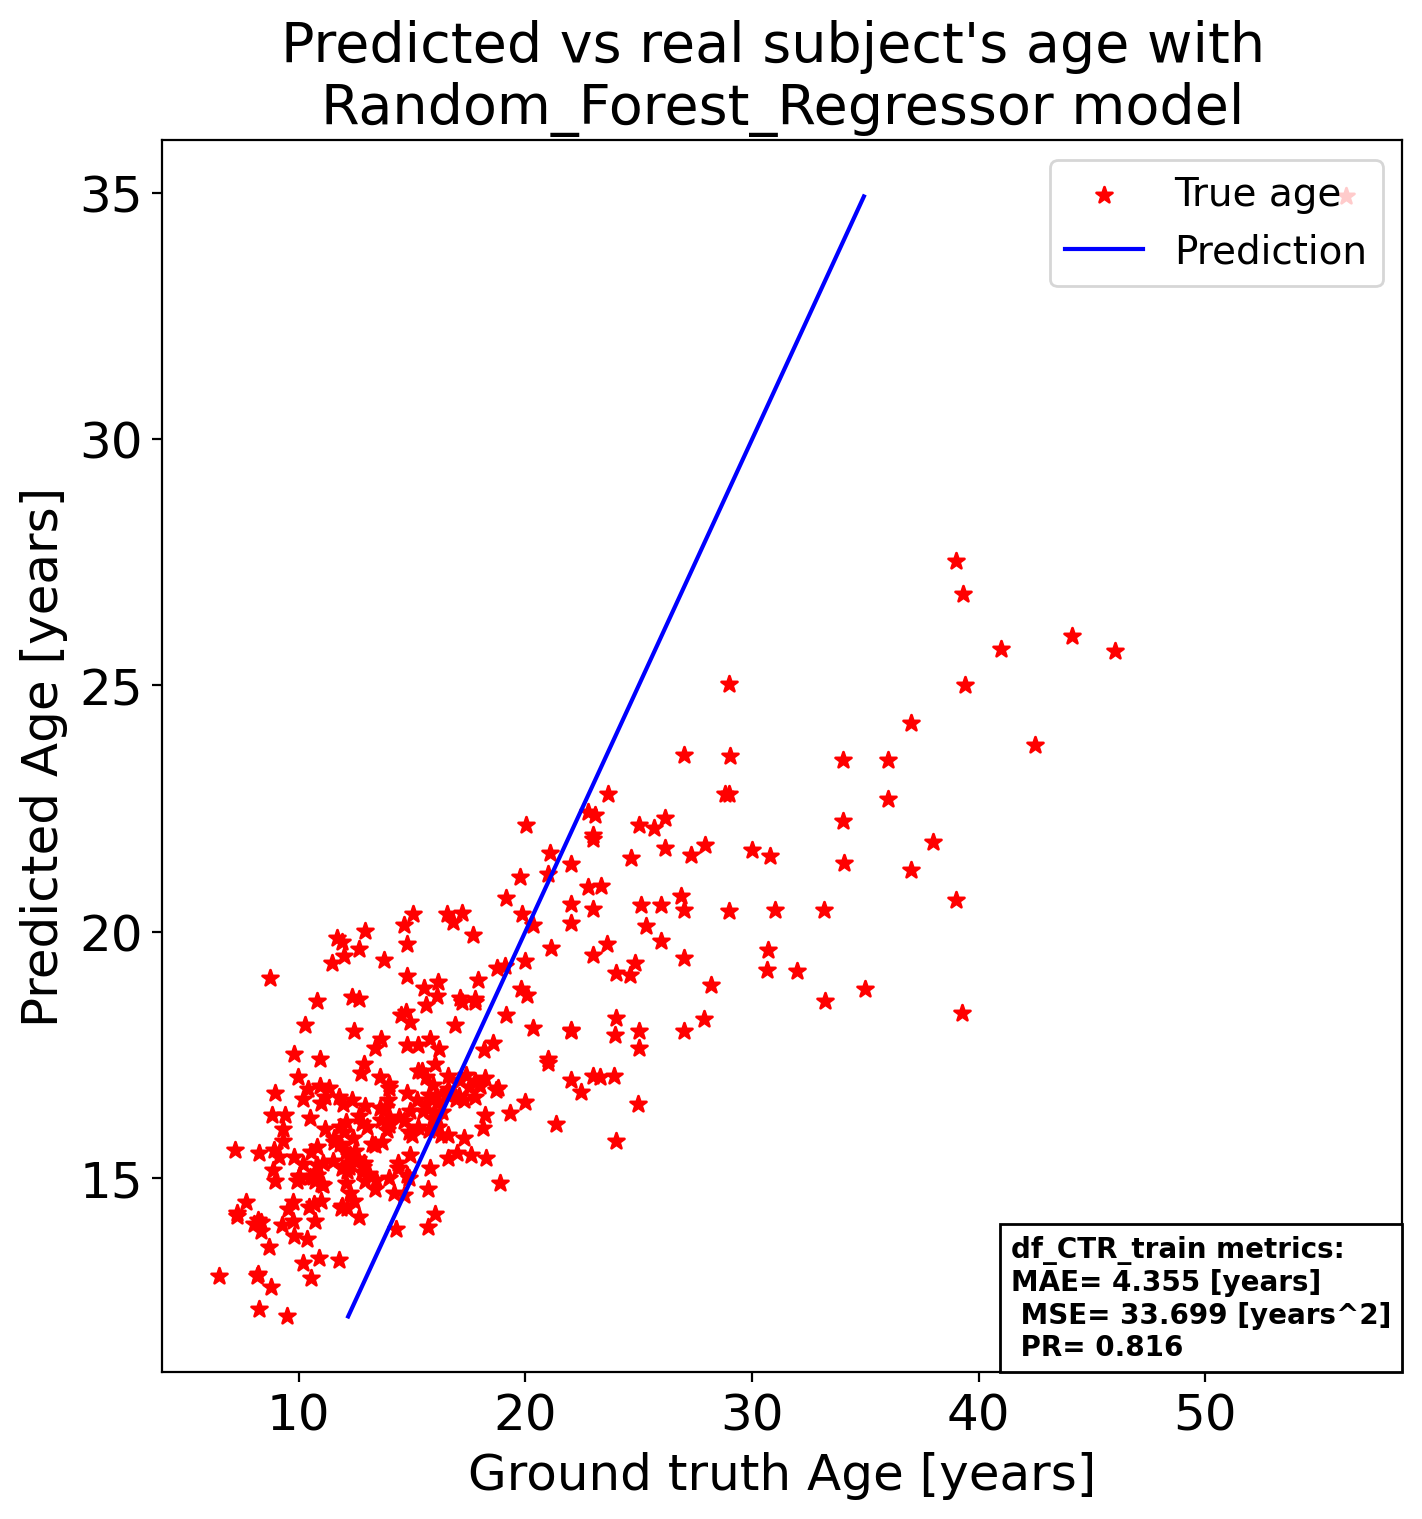 Predicted vs real subject's age with
Random_Forest_Regressor model
True age
Prediction
35
30
25
20
15
Predicted Age [years]
df_CTR_train metrics:
MAE= 4.355 [years]
MSE= 33.699 [years^2]
PR= 0.816
10 20 30 40 50
Ground truth Age [years]